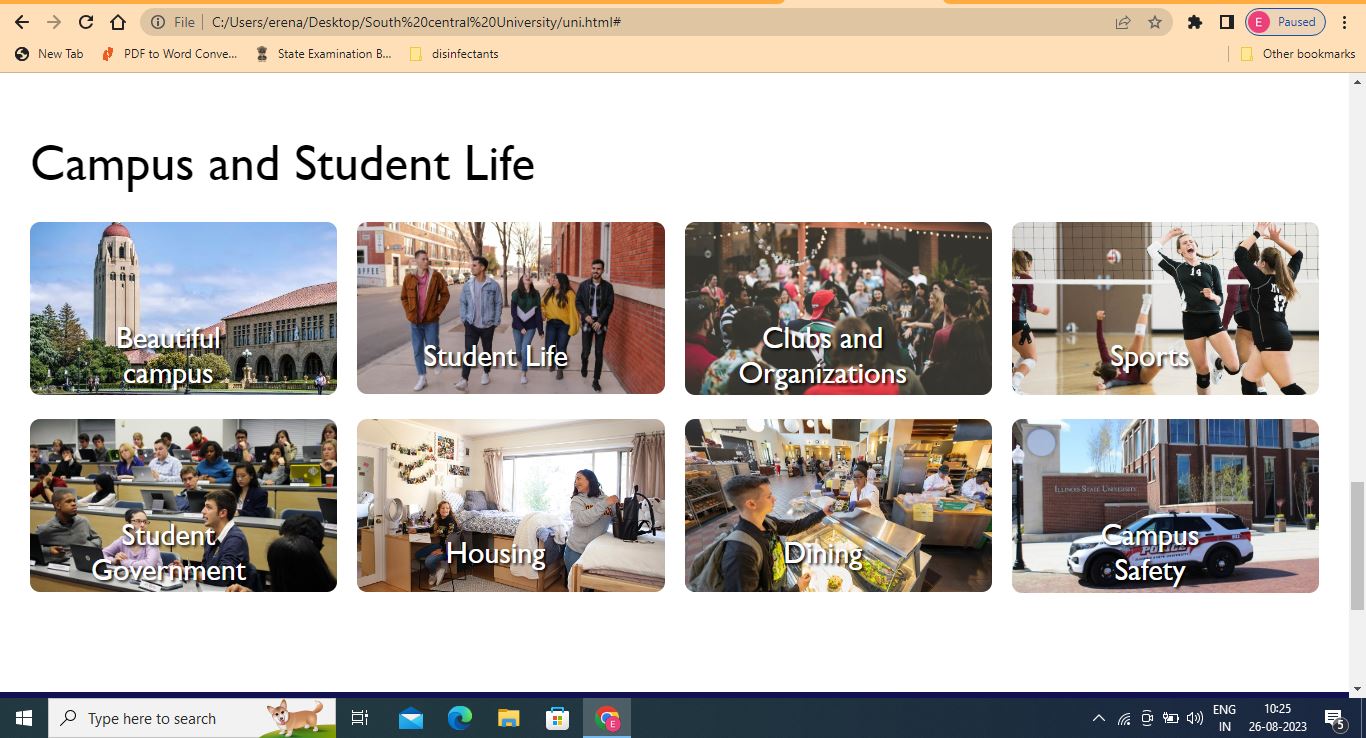 File
C:/Users/erena/Desktop/South%20central%20University/uni.html#
E
Paused
New Tab
PDF to Word Conve...
State Examination B...
disinfectants
Other bookmarks
Campus and Student Life
Beautiful
campus
Student Life
Clubs and
Organizations
14
Sports
Student
Government
Housing
Dining
ILLINOIS STATE UNIVERSITY
POLICE
Campus
Safety
Type here to search
E
ENG
IN
10:25
26-08-2023
5